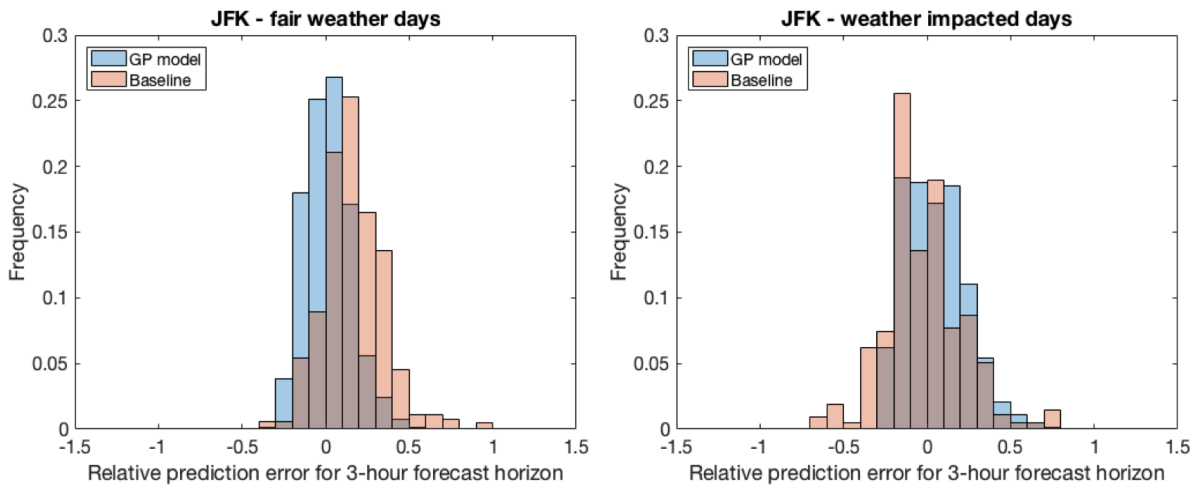 JFK - fair weather days
0.3
0.25
0.2
0.15
0.1
0.05
0
Frequency
GP model
Baseline
-1.5 -1 -0.5 0 0.5 1 1.5
Relative prediction error for 3-hour forecast horizon
JFK - weather impacted days
0.3
0.25
0.2
0.15
0.1
0.05
0
Frequency
GP model
Baseline
-1.5 -1 -0.5 0 0.5 1 1.5
Relative prediction error for 3-hour forecast horizon